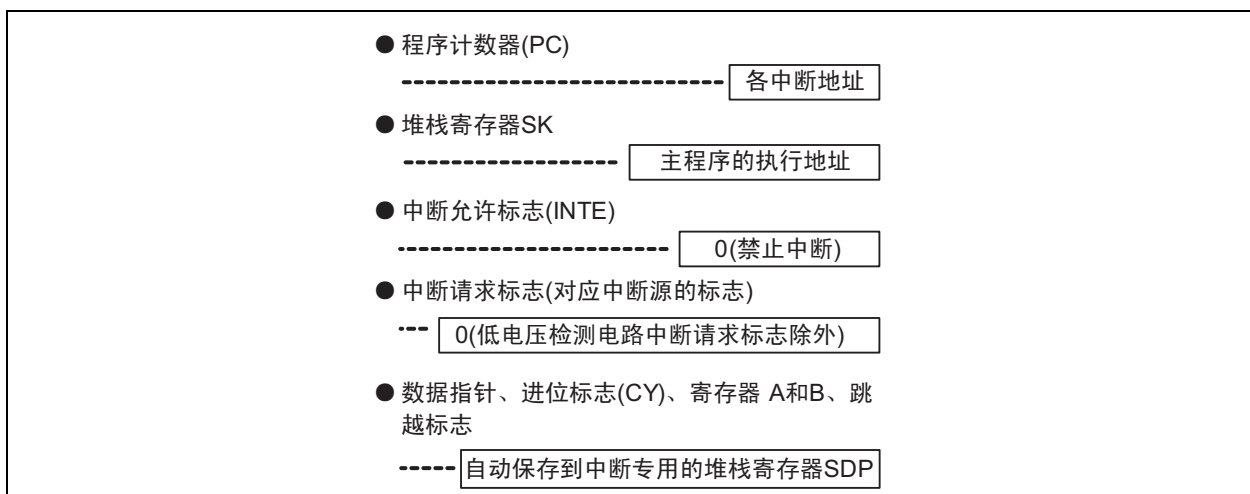 ● 程序计数器(PC)
各中断地址
● 堆栈寄存器SK
主程序的执行地址
● 中断允许标志(INTE)
0(禁止中断)
● 中断请求标志(对应中断源的标志)
0(低电压检测电路中断请求标志除外)
● 数据指针、进位标志(CY)、寄存器 A和B、跳
越标志
自动保存到中断专用的堆栈寄存器SDP